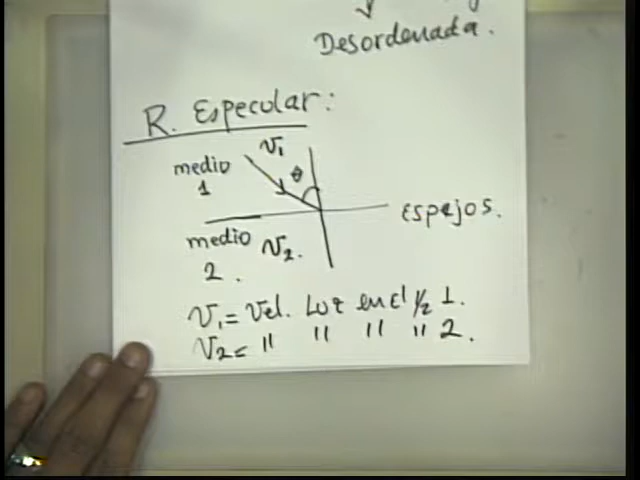 Desordenada.
R. Especular:
V1
θ
medio
1
Espejos.
medio V2.
2.
V1 = Vel. Luz en el 1/2 1.
V2 = " " " " 2.